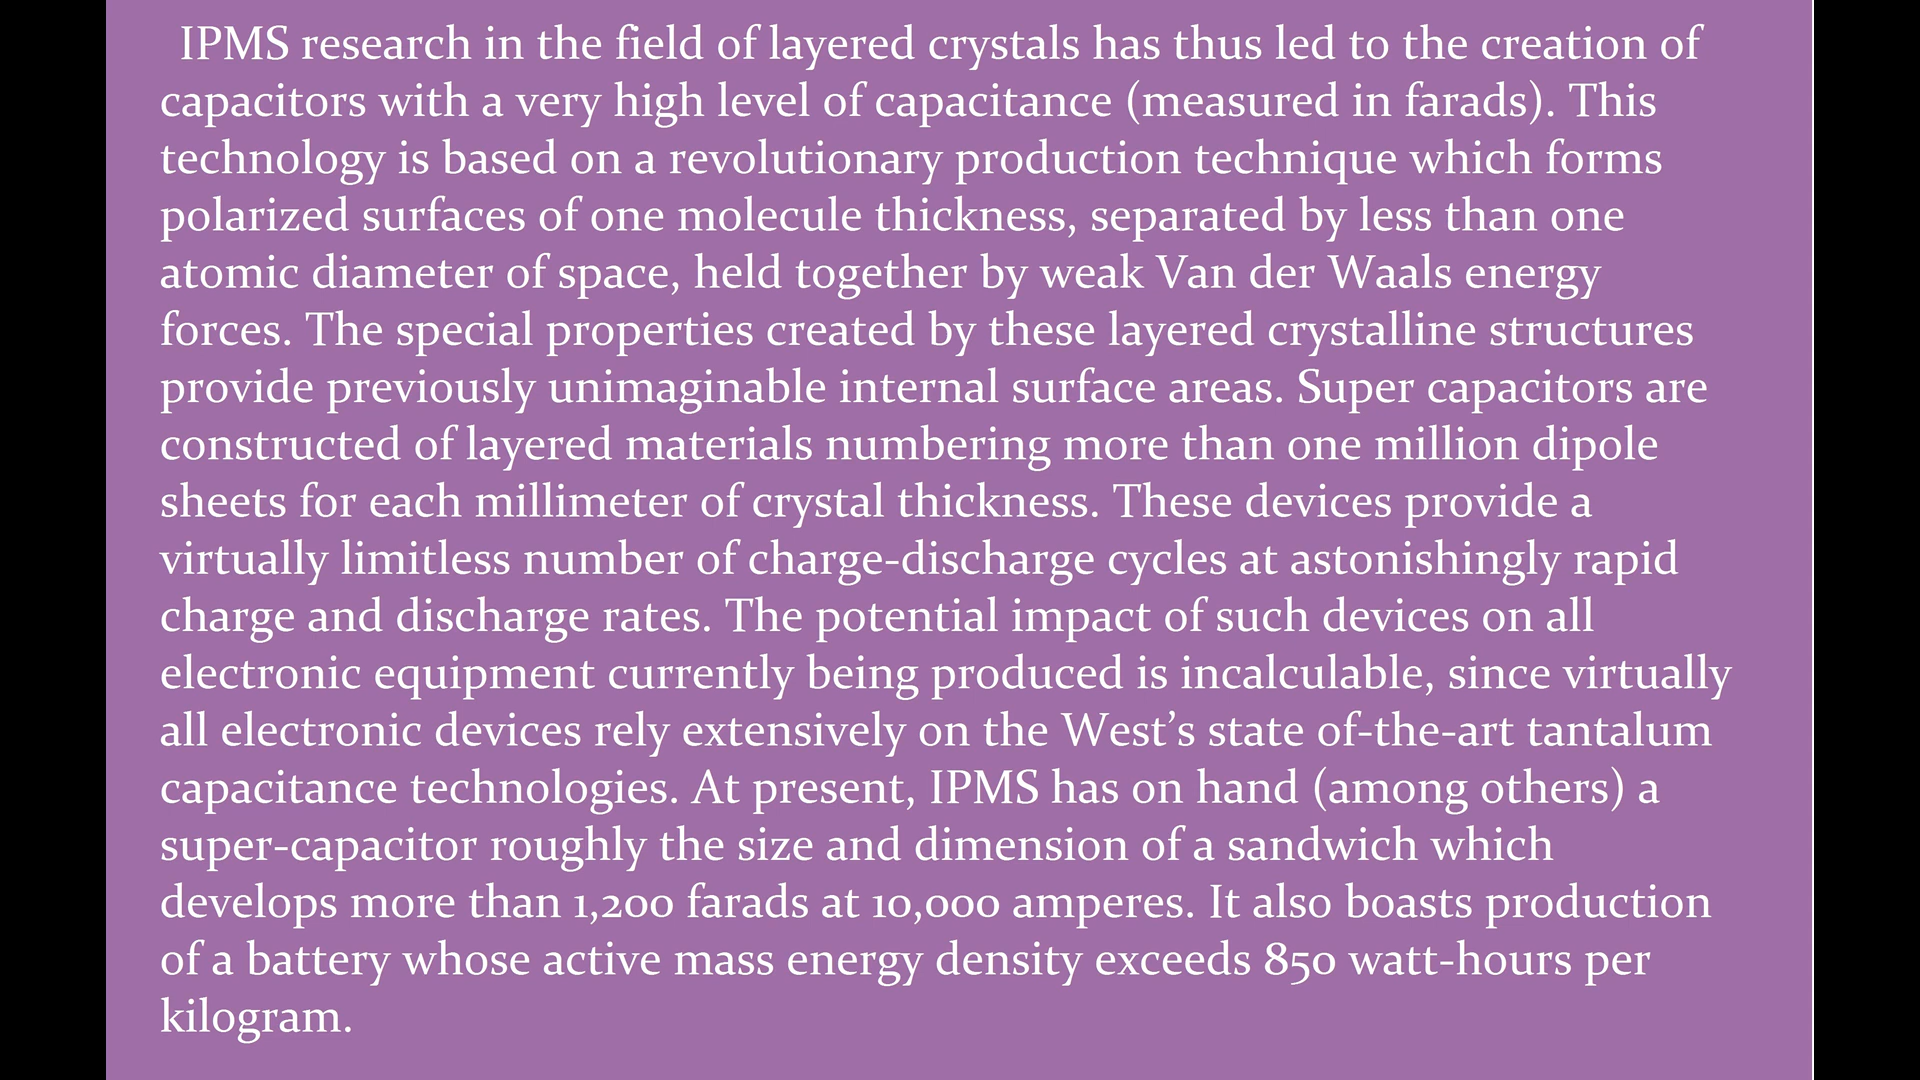 IPMS research in the field of layered crystals has thus led to the creation of
capacitors with a very high level of capacitance (measured in farads). This
technology is based on a revolutionary production technique which forms
polarized surfaces of one molecule thickness, separated by less than one
atomic diameter of space, held together by weak Van der Waals energy
forces. The special properties created by these layered crystalline structures
provide previously unimaginable internal surface areas. Super capacitors are
constructed of layered materials numbering more than one million dipole
sheets for each millimeter of crystal thickness. These devices provide a
virtually limitless number of charge-discharge cycles at astonishingly rapid
charge and discharge rates. The potential impact of such devices on all
electronic equipment currently being produced is incalculable, since virtually
all electronic devices rely extensively on the West’s state of-the-art tantalum
capacitance technologies. At present, IPMS has on hand (among others) a
super-capacitor roughly the size and dimension of a sandwich which
develops more than 1,200 farads at 10,000 amperes. It also boasts production
of a battery whose active mass energy density exceeds 850 watt-hours per
kilogram.